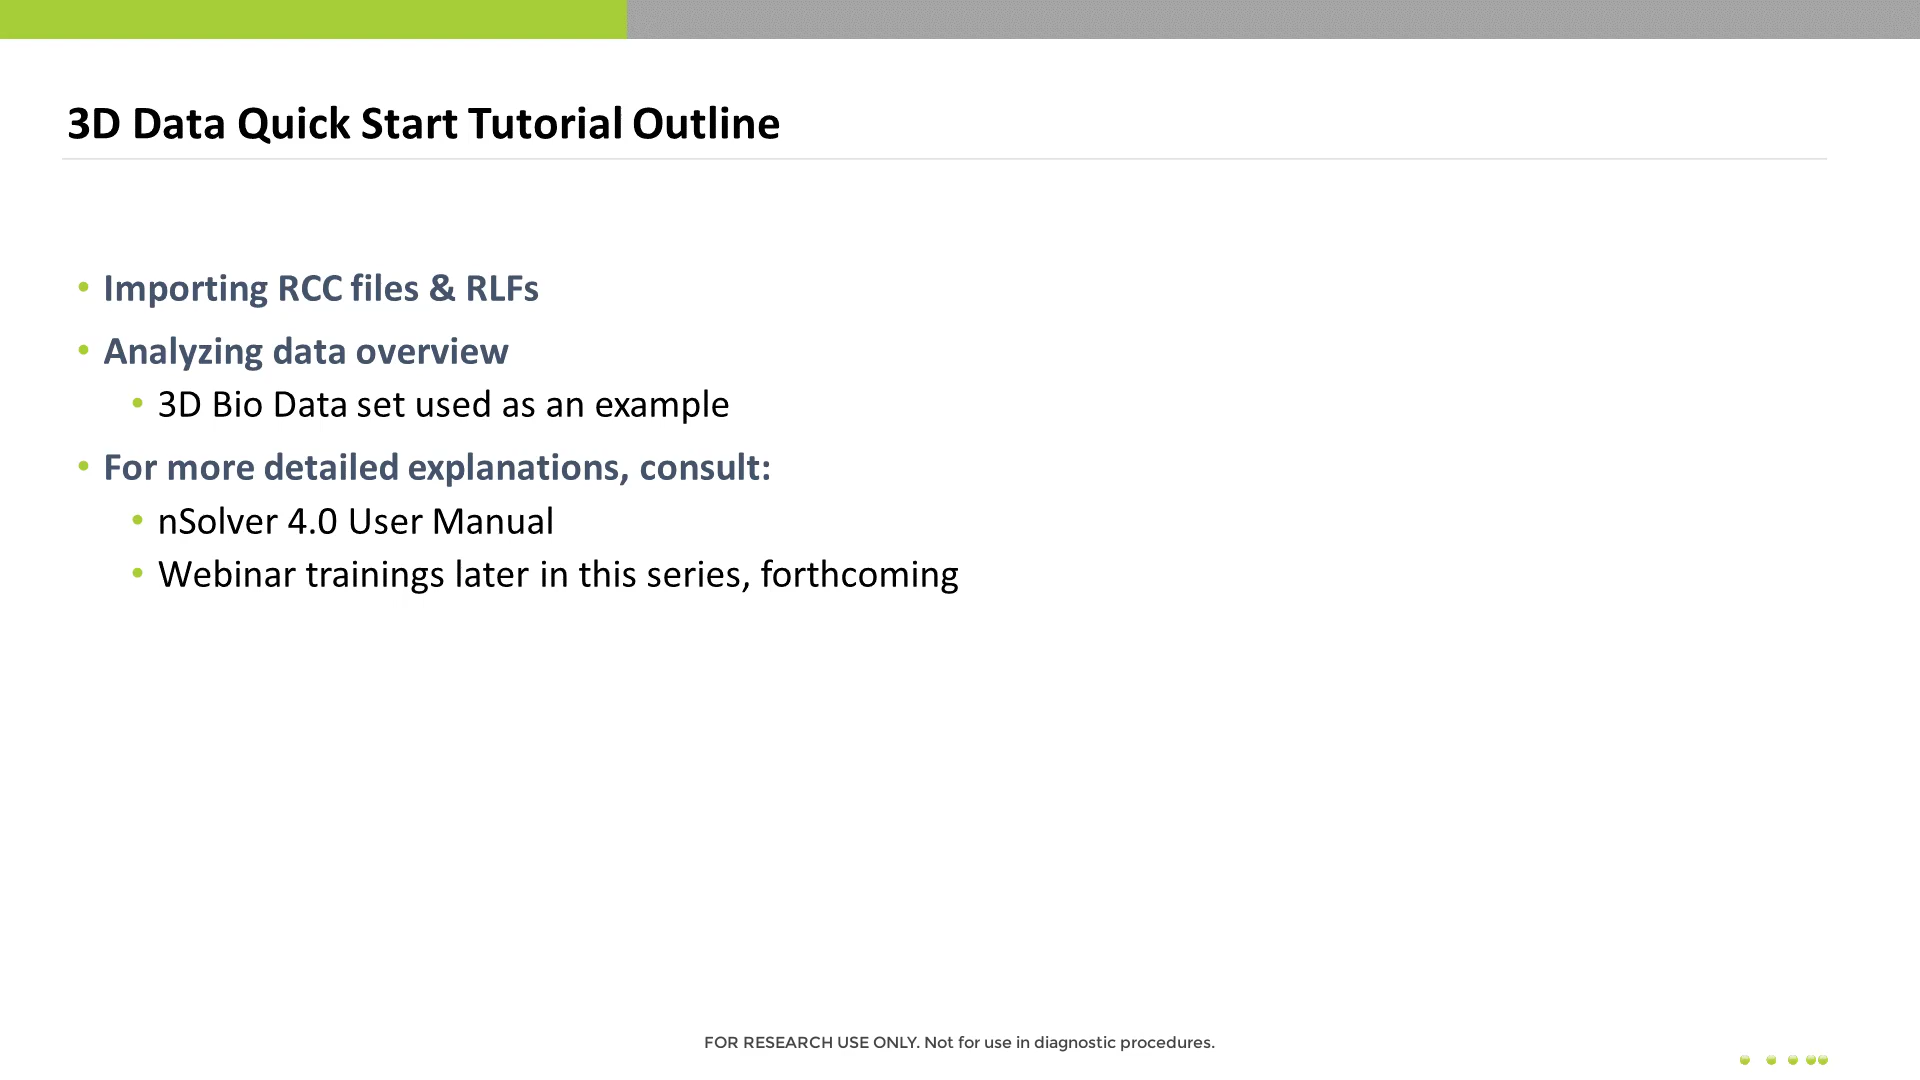 3D Data Quick Start Tutorial Outline
• Importing RCC files & RLFs
• Analyzing data overview
• 3D Bio Data set used as an example
• For more detailed explanations, consult:
• nSolver 4.0 User Manual
• Webinar trainings later in this series, forthcoming
FOR RESEARCH USE ONLY. Not for use in diagnostic procedures.